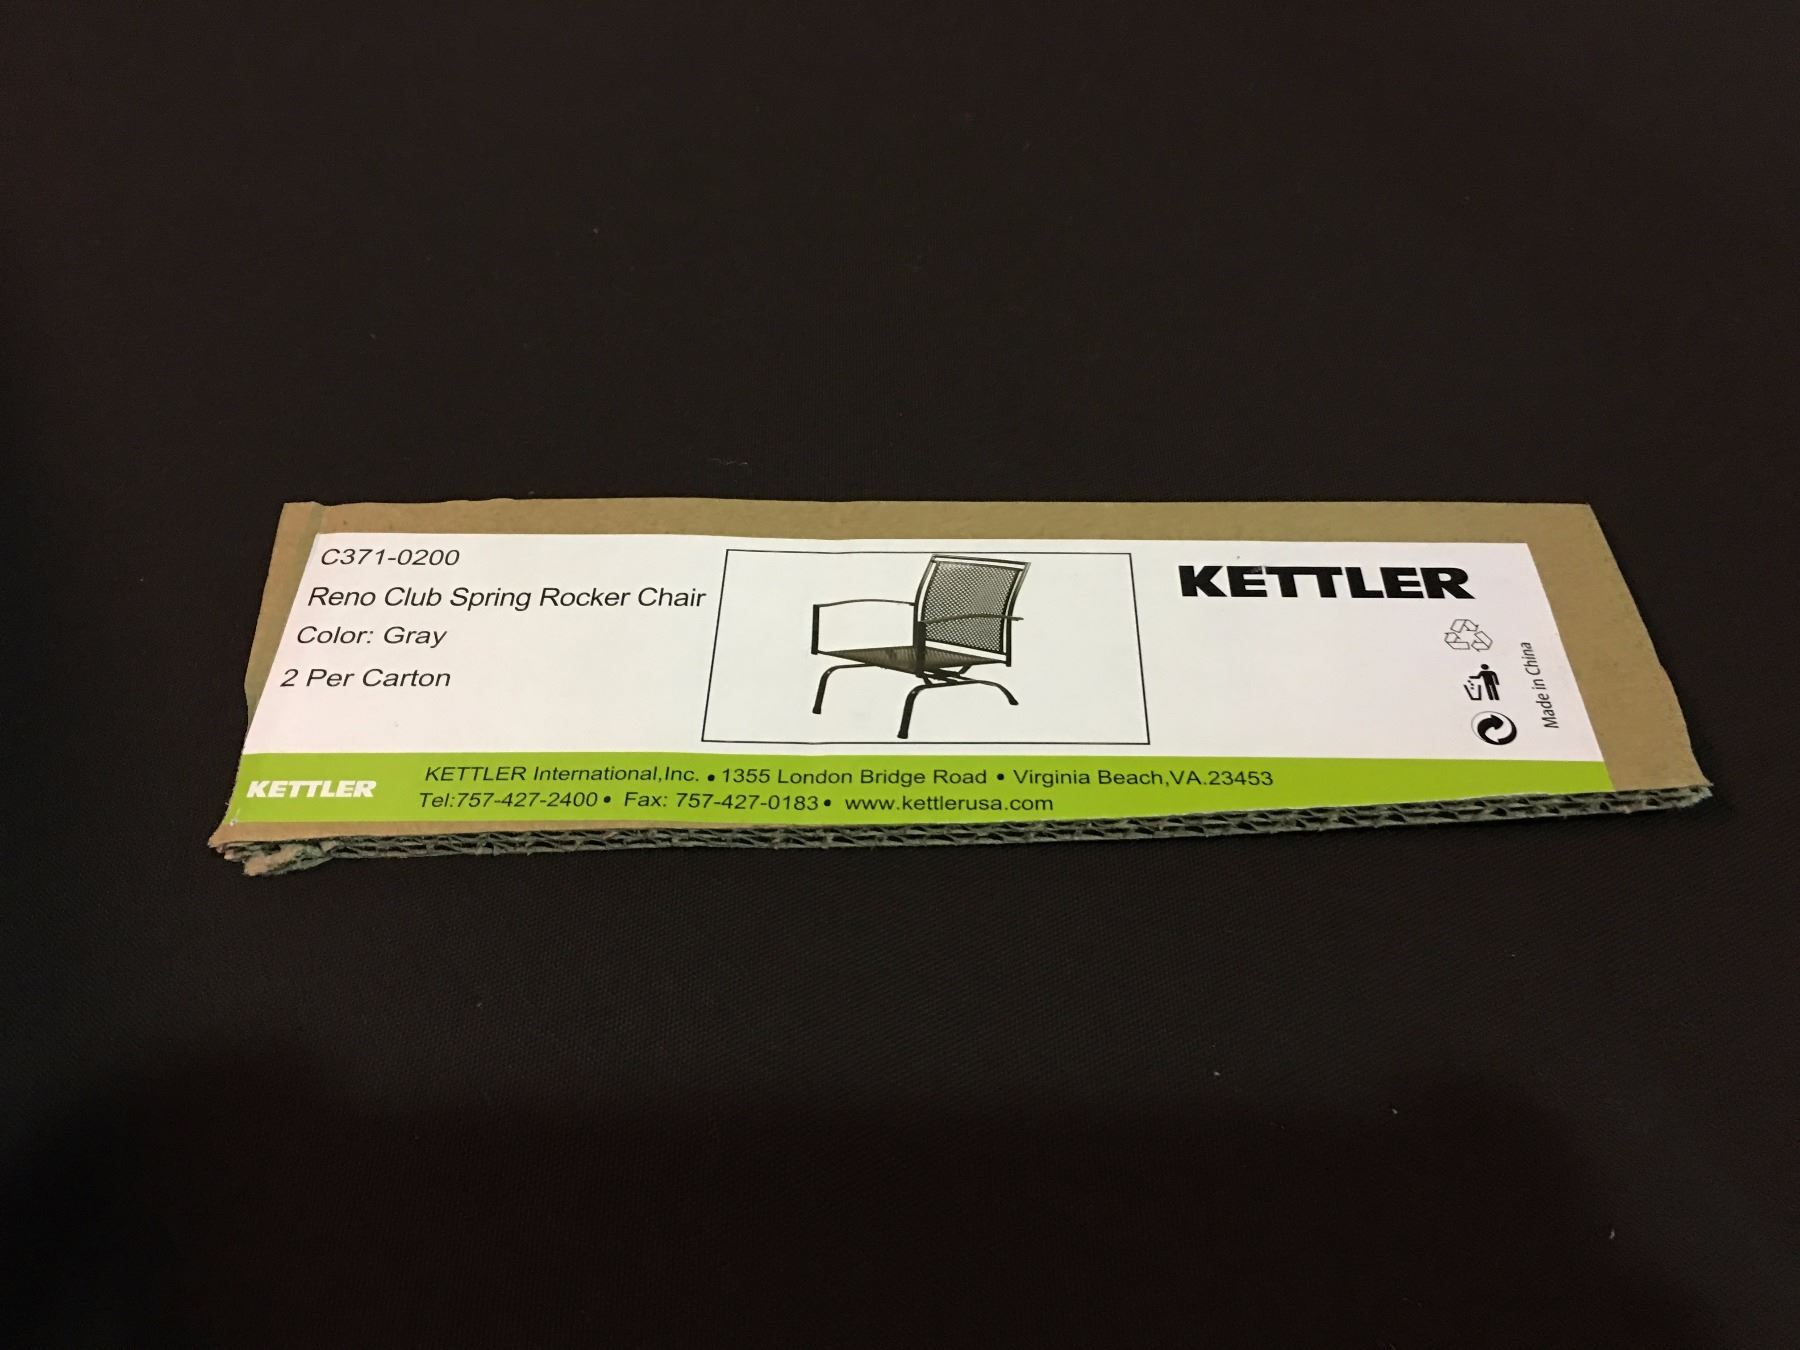 C371-0200
Reno Club Spring Rocker Chair
Color: Gray
2 Per Carton
KETTLER
Made in China
KETTLER
KETTLER International,Inc. • 1355 London Bridge Road • Virginia Beach,VA.23453
Tel:757-427-2400 • Fax: 757-427-0183 • www.kettlerusa.com